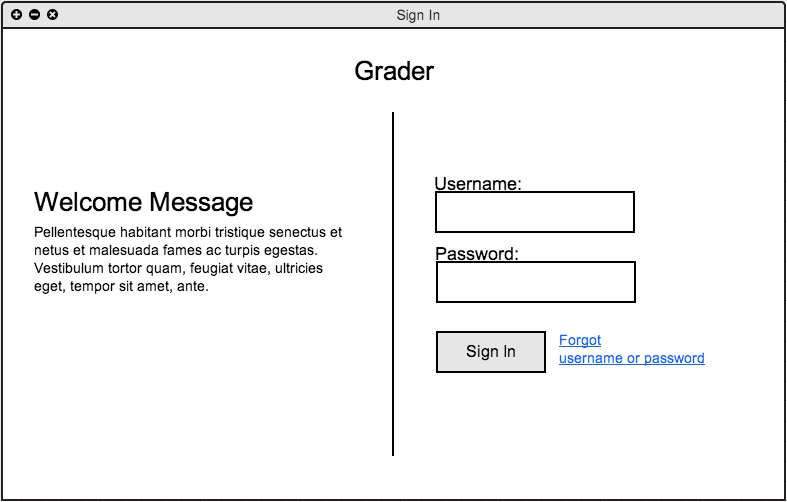 Sign In
Grader
Welcome Message
Pellentesque habitant morbi tristique senectus et
netus et malesuada fames ac turpis egestas.
Vestibulum tortor quam, feugiat vitae, ultricies
eget, tempor sit amet, ante.
Username:
Password:
Sign In
Forgot
username or password